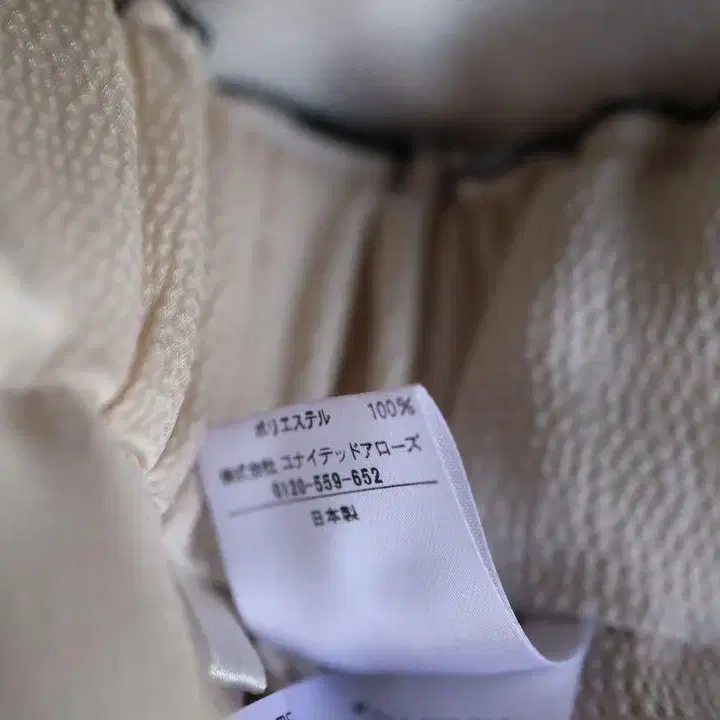 ポリエステル 100%
株式会社 ユナイテッドアローズ
0120-559-652
日本製